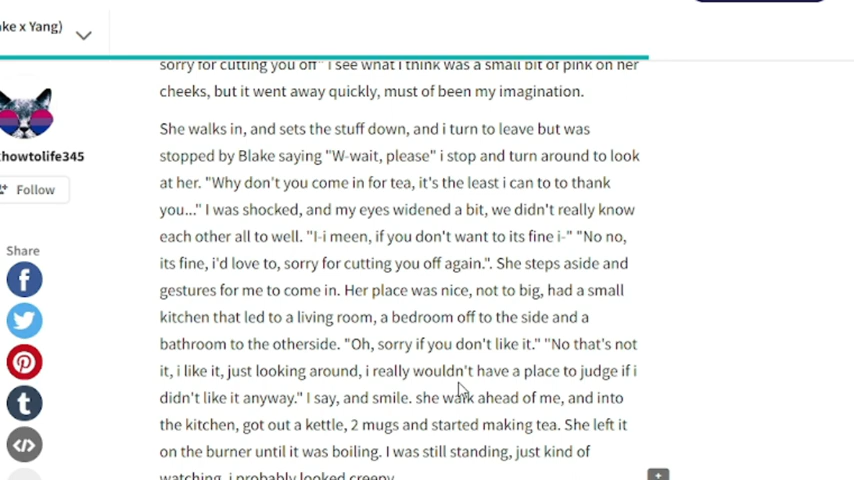 ke x Yang)
sorry for cutting you off" i see what i think was a small bit of pink on her
cheeks, but it went away quickly, must of been my imagination.
She walks in, and sets the stuff down, and i turn to leave but was
stopped by Blake saying "W-wait, please" i stop and turn around to look
at her. "Why don't you come in for tea, it's the least i can to to thank
you..." I was shocked, and my eyes widened a bit, we didn't really know
each other all to well. "I-i meen, if you don't want to its fine i-" "No no,
its fine, i'd love to, sorry for cutting you off again.". She steps aside and
gestures for me to come in. Her place was nice, not to big, had a small
kitchen that led to a living room, a bedroom off to the side and a
bathroom to the otherside. "Oh, sorry if you don't like it." "No that's not
it, i like it, just looking around, i really wouldn't have a place to judge if i
didn't like it anyway." I say, and smile. she walk ahead of me, and into
the kitchen, got out a kettle, 2 mugs and started making tea. She left it
on the burner until it was boiling. I was still standing, just kind of
watching, i probably looked creepy.
howtolife345
Follow
Share